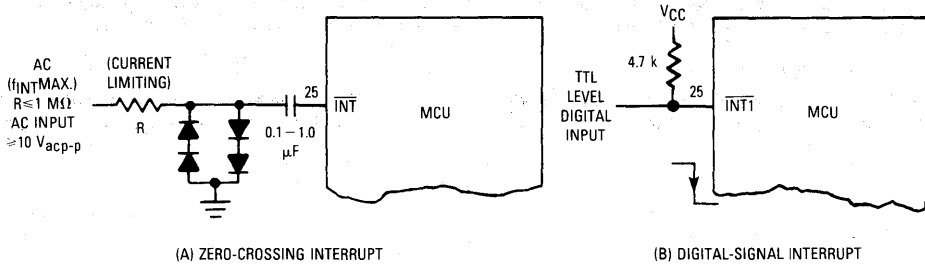 AC
(fINTMAX.)
R≤1 MΩ
AC INPUT
≥10 Vacp-p
(CURRENT
LIMITING)
R
0.1–1.0
μF
25
INT
MCU
(A) ZERO-CROSSING INTERRUPT
VCC
4.7 k
TTL
LEVEL
DIGITAL
INPUT
25
INT1
MCU
(B) DIGITAL-SIGNAL INTERRUPT